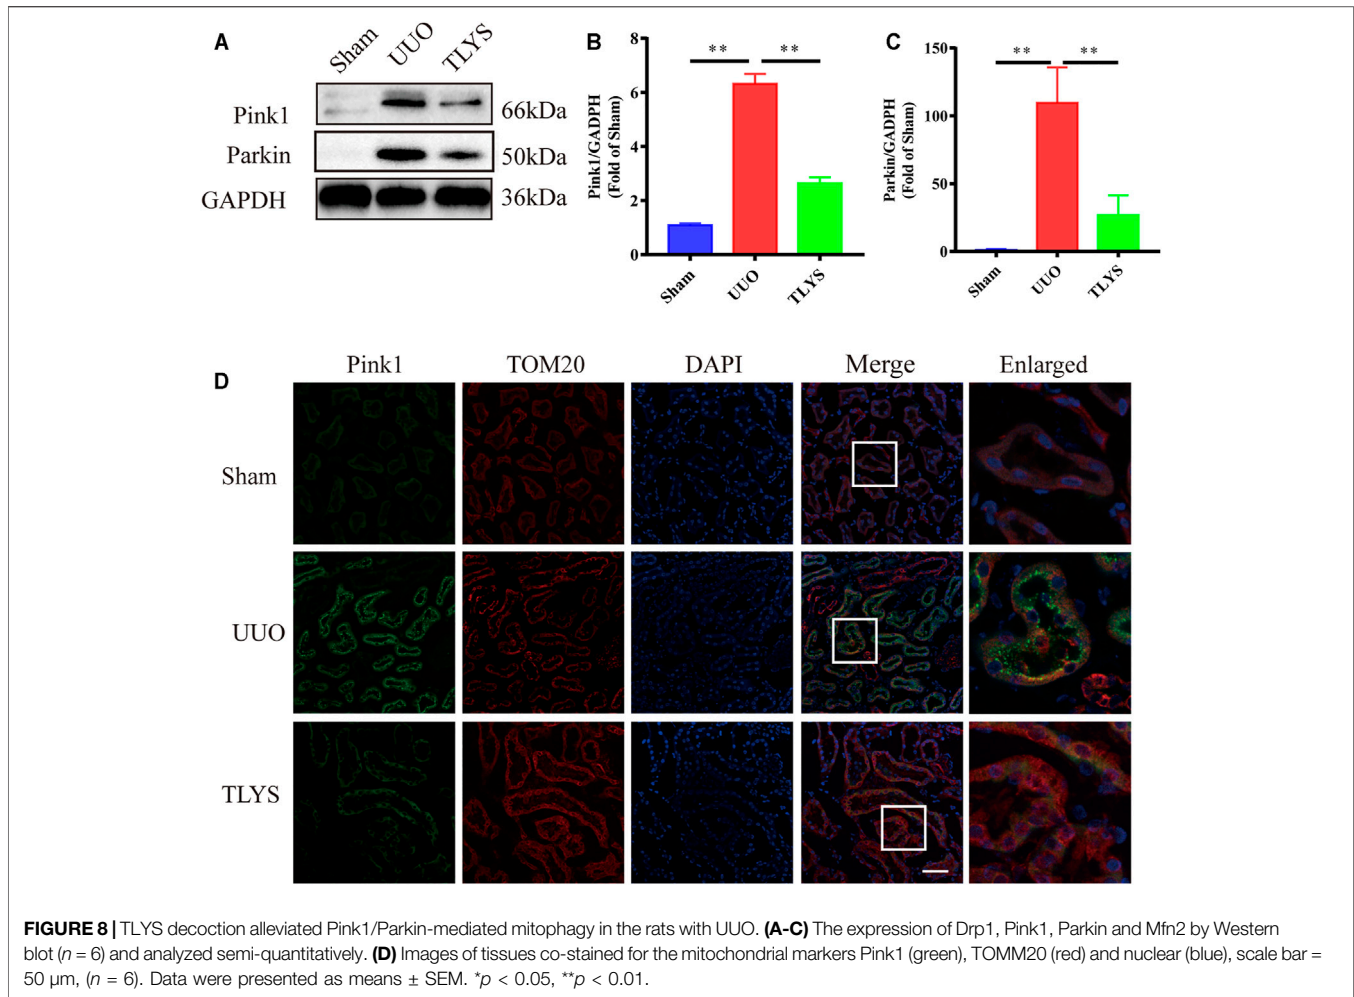 A
Sham
UUO
TLYS
Pink1
66kDa
Parkin
50kDa
GAPDH
36kDa
B
Pink1/GADPH
(Fold of Sham)
8
6
4
2
0
**
**
Sham
UUO
TLYS
C
Parkin/GADPH
(Fold of Sham)
150
100
50
0
**
**
Sham
UUO
TLYS
D
Pink1
TOM20
DAPI
Merge
Enlarged
Sham
UUO
TLYS
FIGURE 8 | TLYS decoction alleviated Pink1/Parkin-mediated mitophagy in the rats with UUO. (A-C) The expression of Drp1, Pink1, Parkin and Mfn2 by Western
blot (n = 6) and analyzed semi-quantitatively. (D) Images of tissues co-stained for the mitochondrial markers Pink1 (green), TOMM20 (red) and nuclear (blue), scale bar =
50 μm, (n = 6). Data were presented as means ± SEM. *p < 0.05, **p < 0.01.